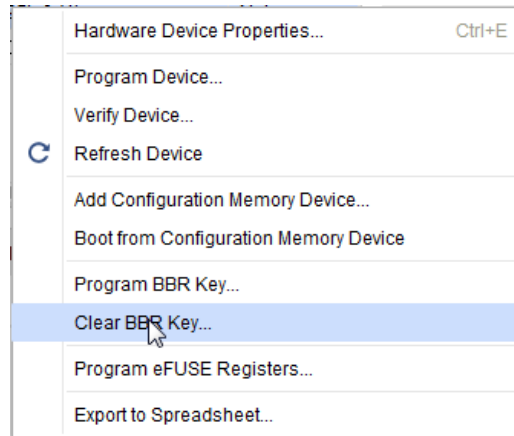 Hardware Device Properties... Ctrl+E
Program Device...
Verify Device...
Refresh Device
Add Configuration Memory Device...
Boot from Configuration Memory Device
Program BBR Key...
Clear BBR Key...
Program eFUSE Registers...
Export to Spreadsheet...